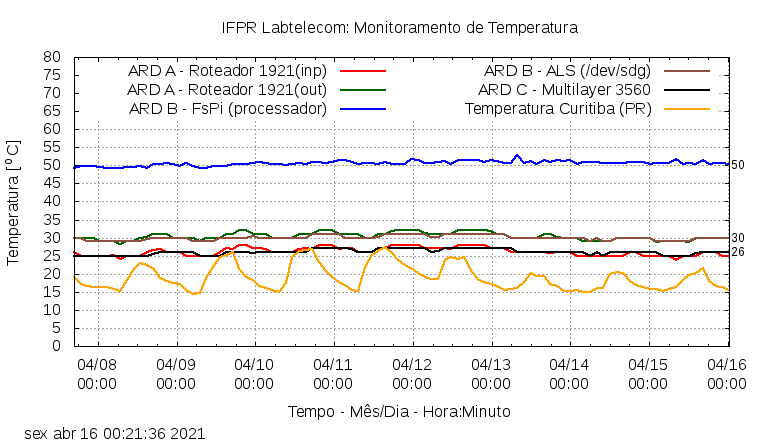 IFPR Labtelecom: Monitoramento de Temperatura
Temperatura [ ºC]
80
75
70
65
60
55
50
45
40
35
30
25
20
15
10
5
0
ARD A - Roteador 1921(inp)
ARD A - Roteador 1921(out)
ARD B - FsPi (processador)
ARD B - ALS (/dev/sdg)
ARD C - Multilayer 3560
Temperatura Curitiba (PR)
50
30
26
04/08 04/09 04/10 04/11 04/12 04/13 04/14 04/15 04/16
00:00 00:00 00:00 00:00 00:00 00:00 00:00 00:00 00:00
Tempo - Mês/Dia - Hora:Minuto
sex abr 16 00:21:36 2021